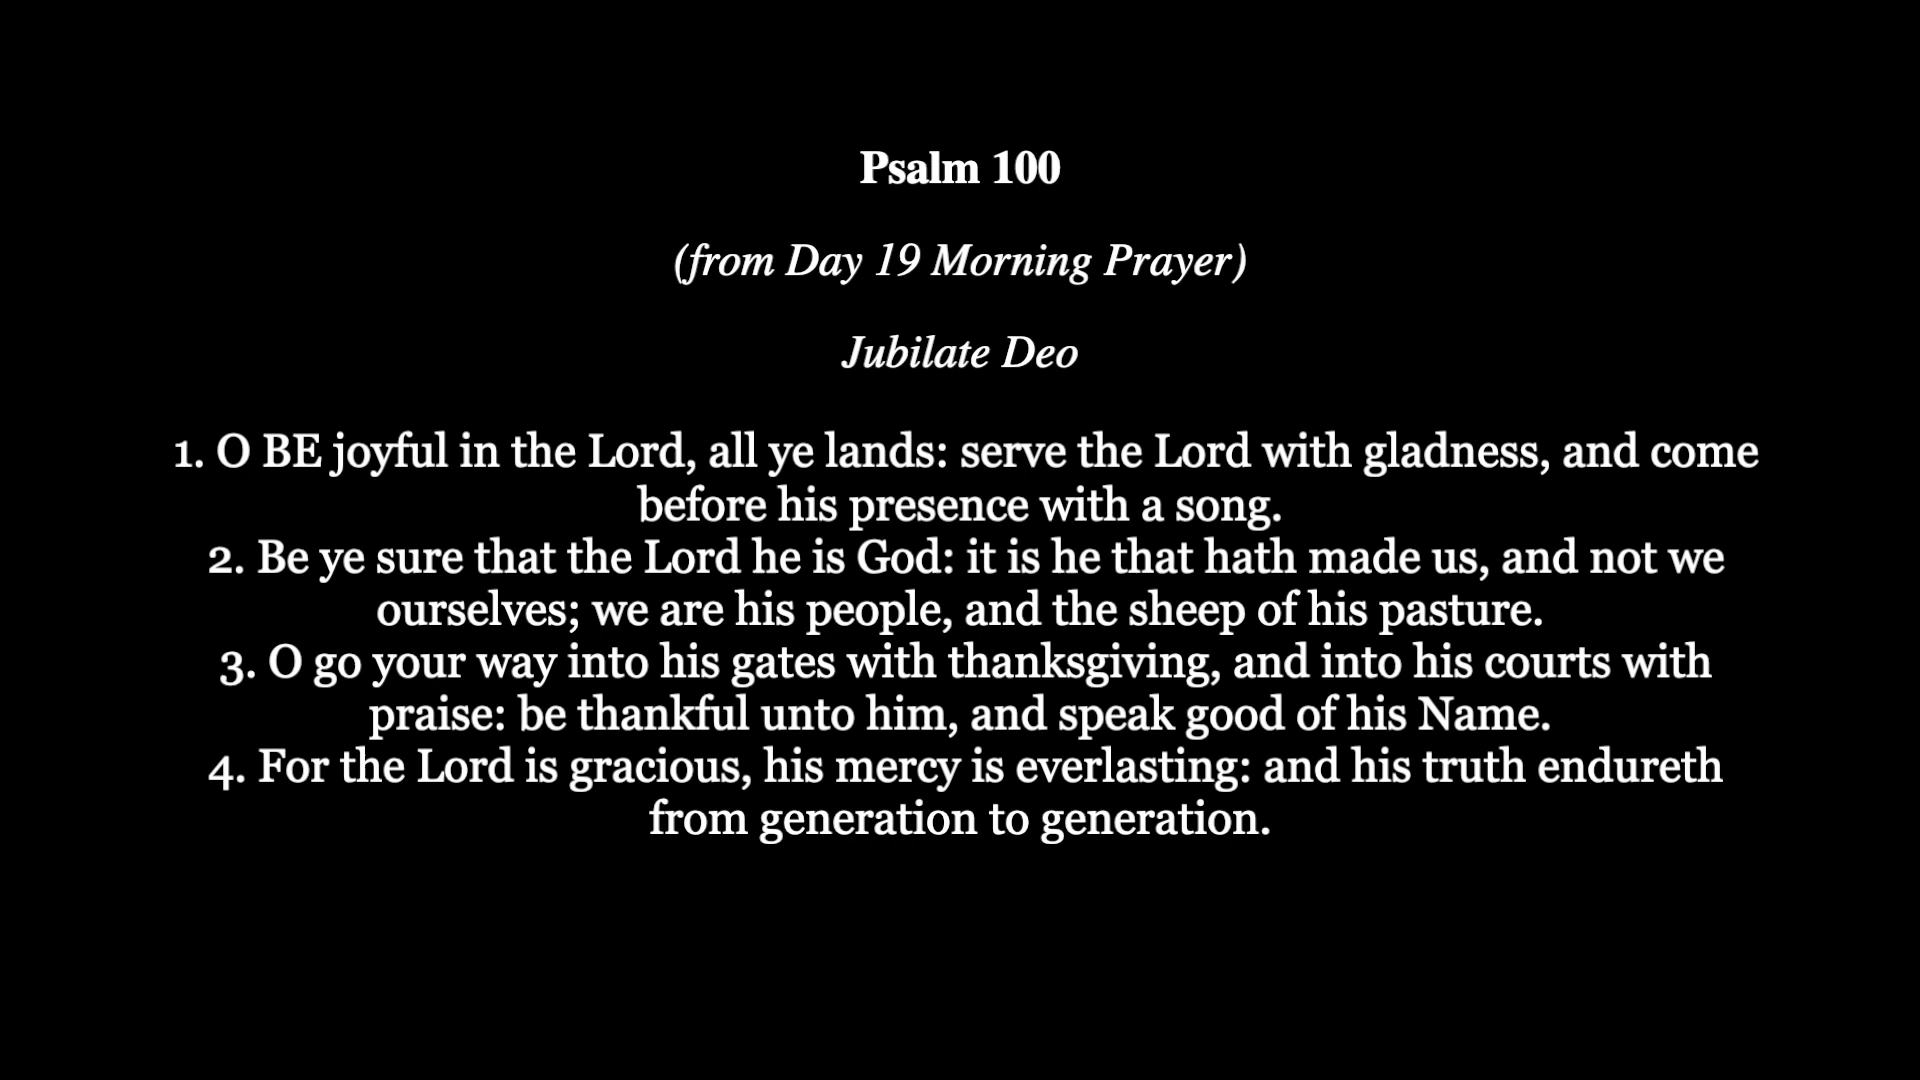 Psalm 100
(from Day 19 Morning Prayer)
Jubilate Deo
1. O BE joyful in the Lord, all ye lands: serve the Lord with gladness, and come
before his presence with a song.
2. Be ye sure that the Lord he is God: it is he that hath made us, and not we
ourselves; we are his people, and the sheep of his pasture.
3. O go your way into his gates with thanksgiving, and into his courts with
praise: be thankful unto him, and speak good of his Name.
4. For the Lord is gracious, his mercy is everlasting: and his truth endureth
from generation to generation.